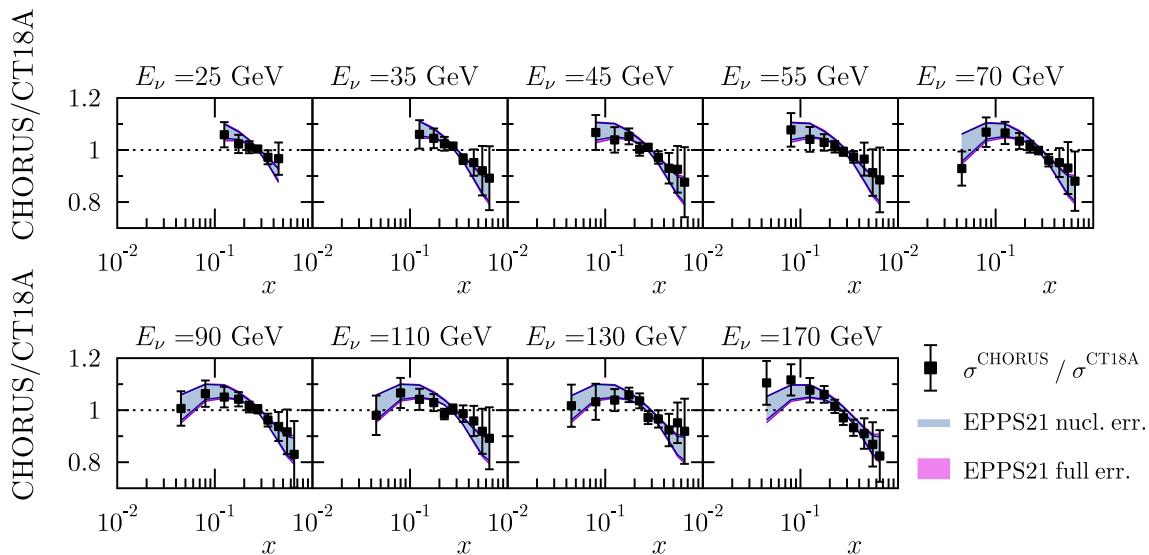 CHORUS/CT18A
E_ν =25 GeV E_ν =35 GeV E_ν =45 GeV E_ν =55 GeV E_ν =70 GeV
1.2
1
0.8
10⁻² 10⁻¹ 10⁻² 10⁻¹ 10⁻² 10⁻¹ 10⁻² 10⁻¹ 10⁻² 10⁻¹ 10⁰
x x x x x
CHORUS/CT18A
E_ν =90 GeV E_ν =110 GeV E_ν =130 GeV E_ν =170 GeV
1.2
1
0.8
10⁻² 10⁻¹ 10⁻² 10⁻¹ 10⁻² 10⁻¹ 10⁻² 10⁻¹ 10⁰
x x x x
σ^CHORUS / σ^CT18A
EPPS21 nucl. err.
EPPS21 full err.